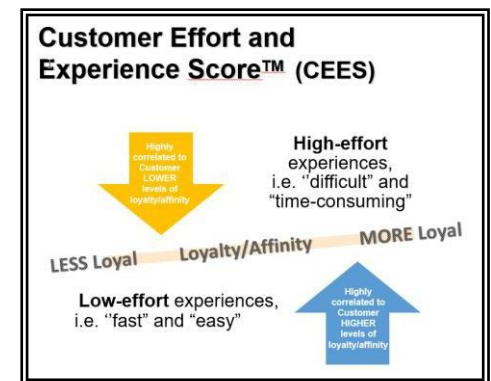 Customer Effort and
Experience Score™ (CEES)
Highly
correlated to
Customer
LOWER
levels of
loyalty/affinity
High-effort
experiences,
i.e. ‘'difficult” and
“time-consuming”
LESS Loyal Loyalty/Affinity MORE Loyal
Low-effort experiences,
i.e. ‘'fast” and “easy”
Highly
correlated to
Customer
HIGHER
levels of
loyalty/affinity